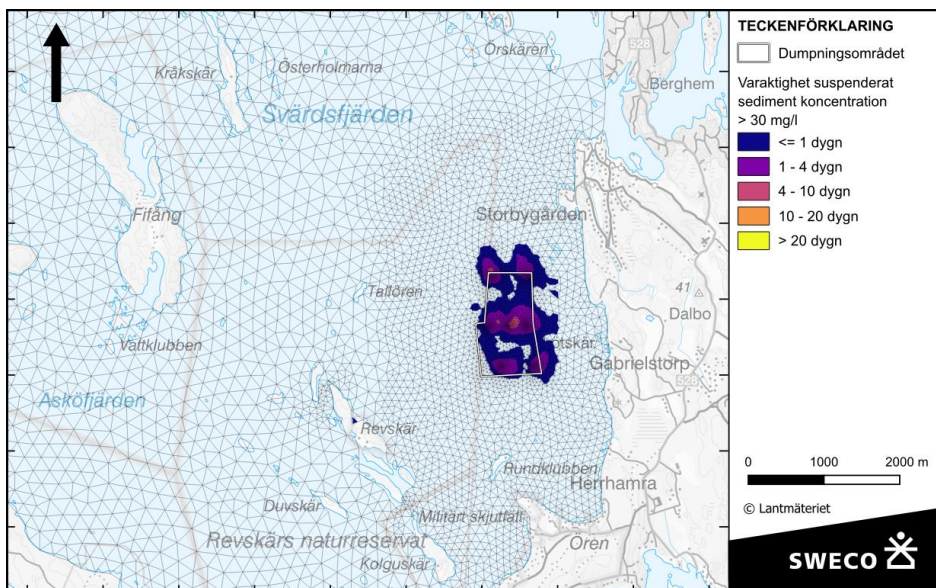 TECKENFÖRKLARING
Dumpningsområdet
Varaktighet suspenderat
sediment koncentration
> 30 mg/l
<= 1 dygn
1 - 4 dygn
4 - 10 dygn
10 - 20 dygn
> 20 dygn
0 1000 2000 m
© Lantmäteriet
SWECO
Örskären
528
Kråkskär
Österholmarna
Berghem
Svärdsfjärden
Fifång
Storbygården
Tallören
41
Dalbo
Vattklubben
Gabrielstorp
528
Asköfjärden
Revskär
Rundklubben
Herrhamra
Duvskär
Militärt skjutfält
Revskärs naturreservat
Ören
Kolguskär